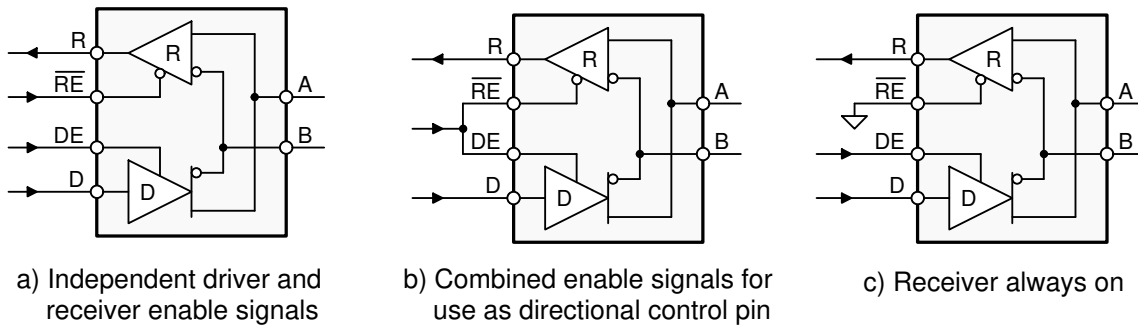 R
R
RE
A
DE
B
D
D
a) Independent driver and
receiver enable signals
R
R
RE
A
DE
B
D
D
b) Combined enable signals for
use as directional control pin
R
R
RE
A
DE
B
D
D
c) Receiver always on